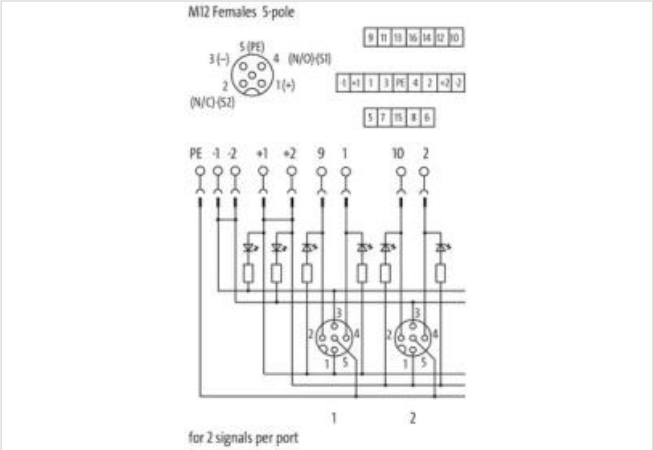 M12 Females 5-pole
9 11 13 16 14 12 10
5 (PE)
3 (–) 4 (N/O)-(S1)
-1 +1 1 3 PE 4 2 +2 -2
2 1 (+)
(N/C)-(S2)
5 7 15 8 6
PE -1 -2 +1 +2 9 1 10 2
3 3
2 4 2 4
1 5 1 5
1 2
for 2 signals per port